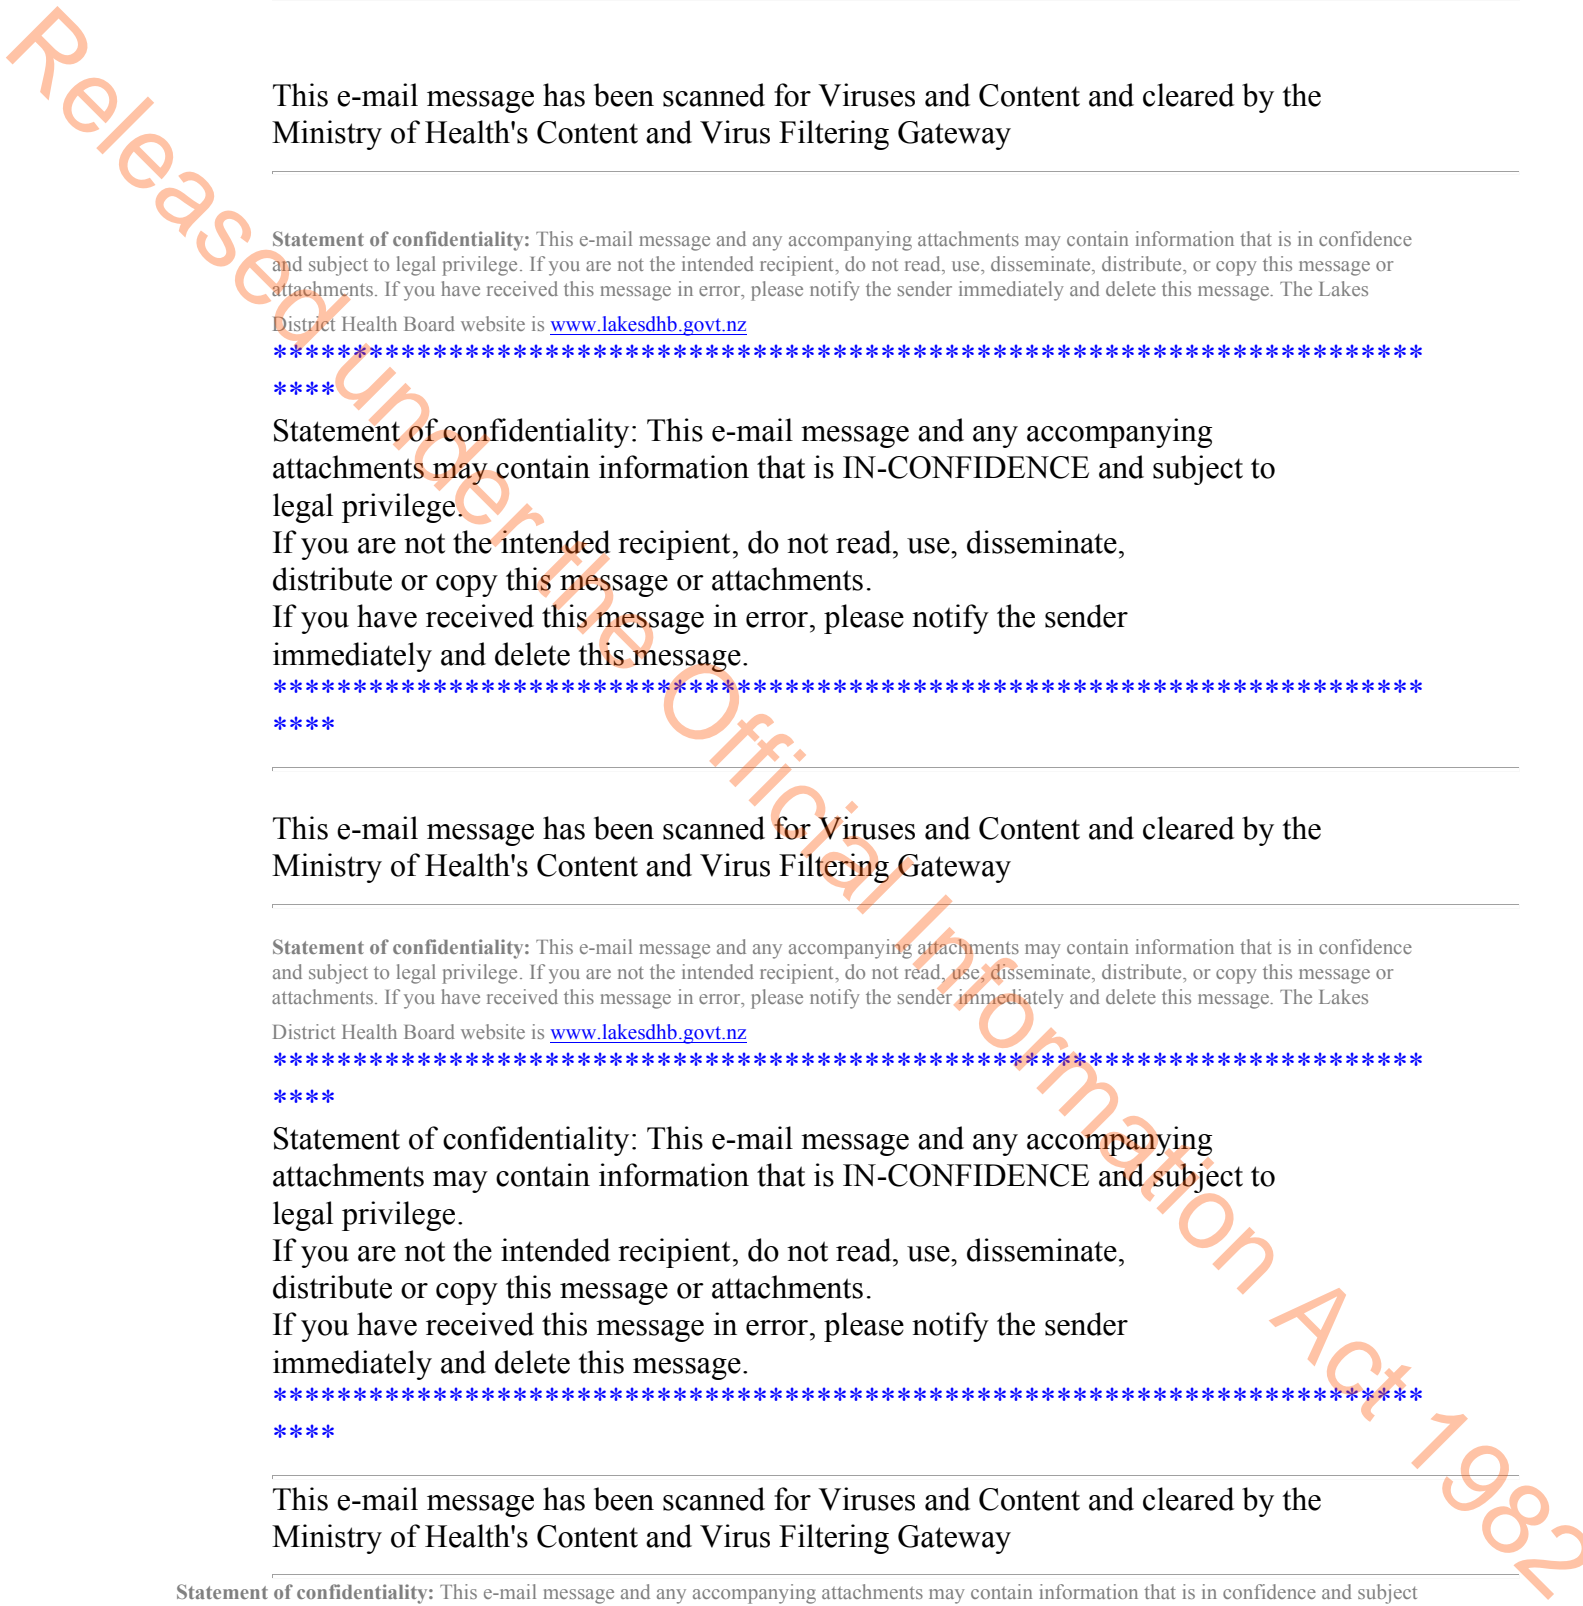 This e-mail message has been scanned for Viruses and Content and cleared by the
Ministry of Health's Content and Virus Filtering Gateway
Statement of confidentiality: This e-mail message and any accompanying attachments may contain information that is in confidence
and subject to legal privilege. If you are not the intended recipient, do not read, use, disseminate, distribute, or copy this message or
attachments. If you have received this message in error, please notify the sender immediately and delete this message. The Lakes
District Health Board website is www.lakesdhb.govt.nz
************************************************************************
****
Statement of confidentiality: This e-mail message and any accompanying
attachments may contain information that is IN-CONFIDENCE and subject to
legal privilege.
If you are not the intended recipient, do not read, use, disseminate,
distribute or copy this message or attachments.
If you have received this message in error, please notify the sender
immediately and delete this message.
************************************************************************
****
This e-mail message has been scanned for Viruses and Content and cleared by the
Ministry of Health's Content and Virus Filtering Gateway
Statement of confidentiality: This e-mail message and any accompanying attachments may contain information that is in confidence
and subject to legal privilege. If you are not the intended recipient, do not read, use, disseminate, distribute, or copy this message or
attachments. If you have received this message in error, please notify the sender immediately and delete this message. The Lakes
District Health Board website is www.lakesdhb.govt.nz
************************************************************************
****
Statement of confidentiality: This e-mail message and any accompanying
attachments may contain information that is IN-CONFIDENCE and subject to
legal privilege.
If you are not the intended recipient, do not read, use, disseminate,
distribute or copy this message or attachments.
If you have received this message in error, please notify the sender
immediately and delete this message.
************************************************************************
****
This e-mail message has been scanned for Viruses and Content and cleared by the
Ministry of Health's Content and Virus Filtering Gateway
Statement of confidentiality: This e-mail message and any accompanying attachments may contain information that is in confidence and subject
Released under the Official Information Act 1982